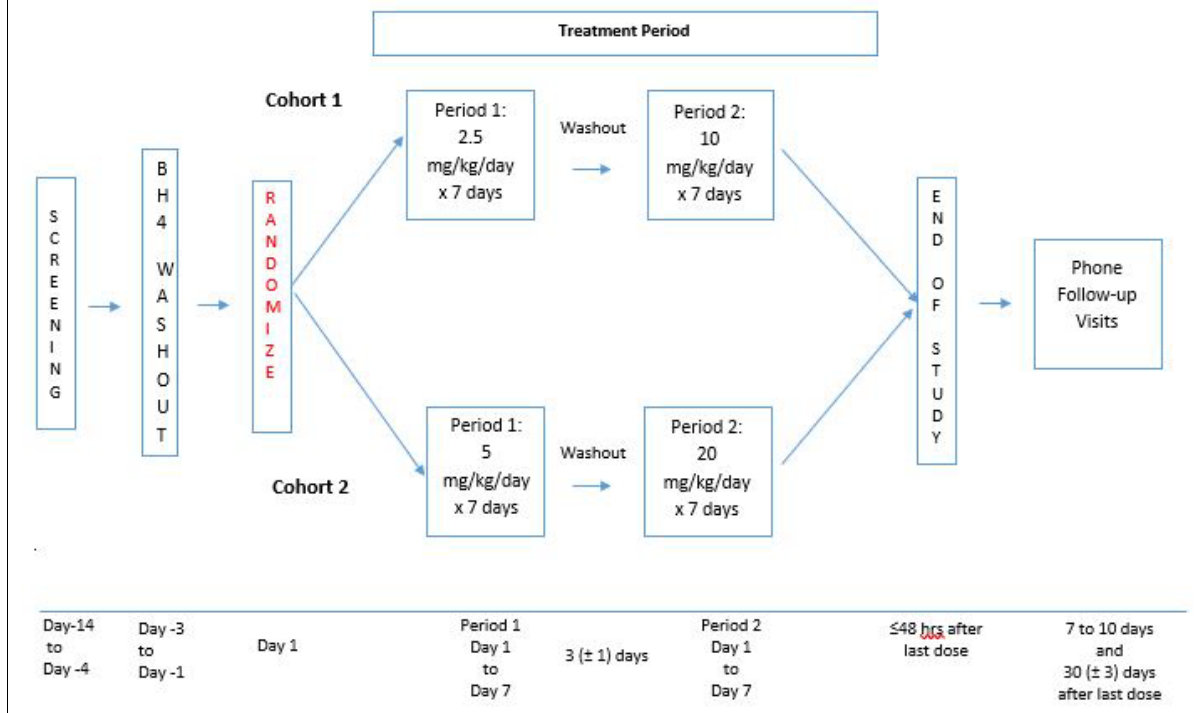 Treatment Period
Cohort 1
SCREENING
BH4 WASHOUT
RANDOMIZE
Period 1:
2.5
mg/kg/day
x 7 days
Washout
Period 2:
10
mg/kg/day
x 7 days
Cohort 2
Period 1:
5
mg/kg/day
x 7 days
Washout
Period 2:
20
mg/kg/day
x 7 days
END OF STUDY
Phone
Follow-up
Visits
.
Day-14
to
Day -4
Day -3
to
Day -1
Day 1
Period 1
Day 1
to
Day 7
3 (± 1) days
Period 2
Day 1
to
Day 7
≤48 hrs after
last dose
7 to 10 days
and
30 (± 3) days
after last dose